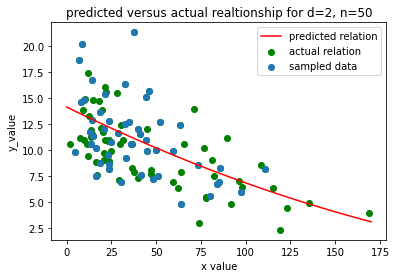 predicted versus actual realtionship for d=2, n=50
predicted relation
actual relation
sampled data
y_value
20.0
17.5
15.0
12.5
10.0
7.5
5.0
2.5
0 25 50 75 100 125 150 175
x value